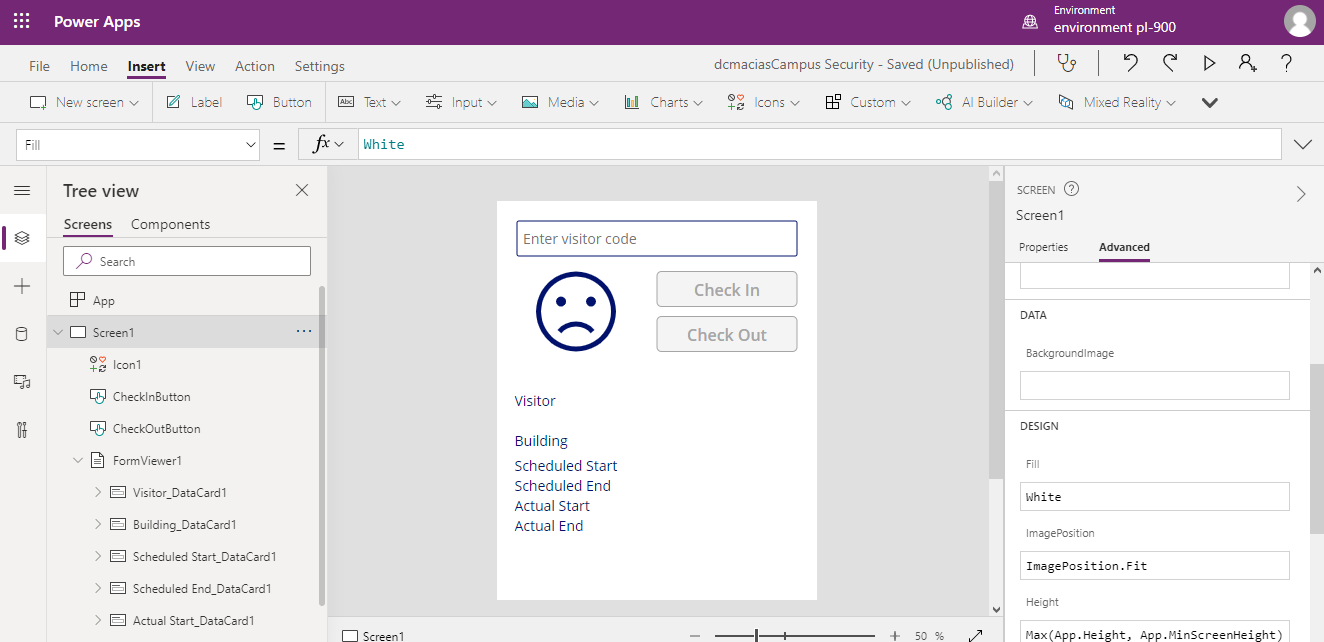 Power Apps
Environment
environment pl-900
File Home Insert View Action Settings
dcmaciasCampus Security - Saved (Unpublished)
New screen Label Button Text Input Media Charts Icons Custom AI Builder Mixed Reality
Fill = fx White
Tree view
Screens Components
Search
App
Screen1
Icon1
CheckInButton
CheckOutButton
FormViewer1
Visitor_DataCard1
Building_DataCard1
Scheduled Start_DataCard1
Scheduled End_DataCard1
Actual Start_DataCard1
Enter visitor code
Check In
Check Out
Visitor
Building
Scheduled Start
Scheduled End
Actual Start
Actual End
Screen1
50 %
SCREEN
Screen1
Properties Advanced
DATA
BackgroundImage
DESIGN
Fill
White
ImagePosition
ImagePosition.Fit
Height
Max(App.Height, App.MinScreenHeight)